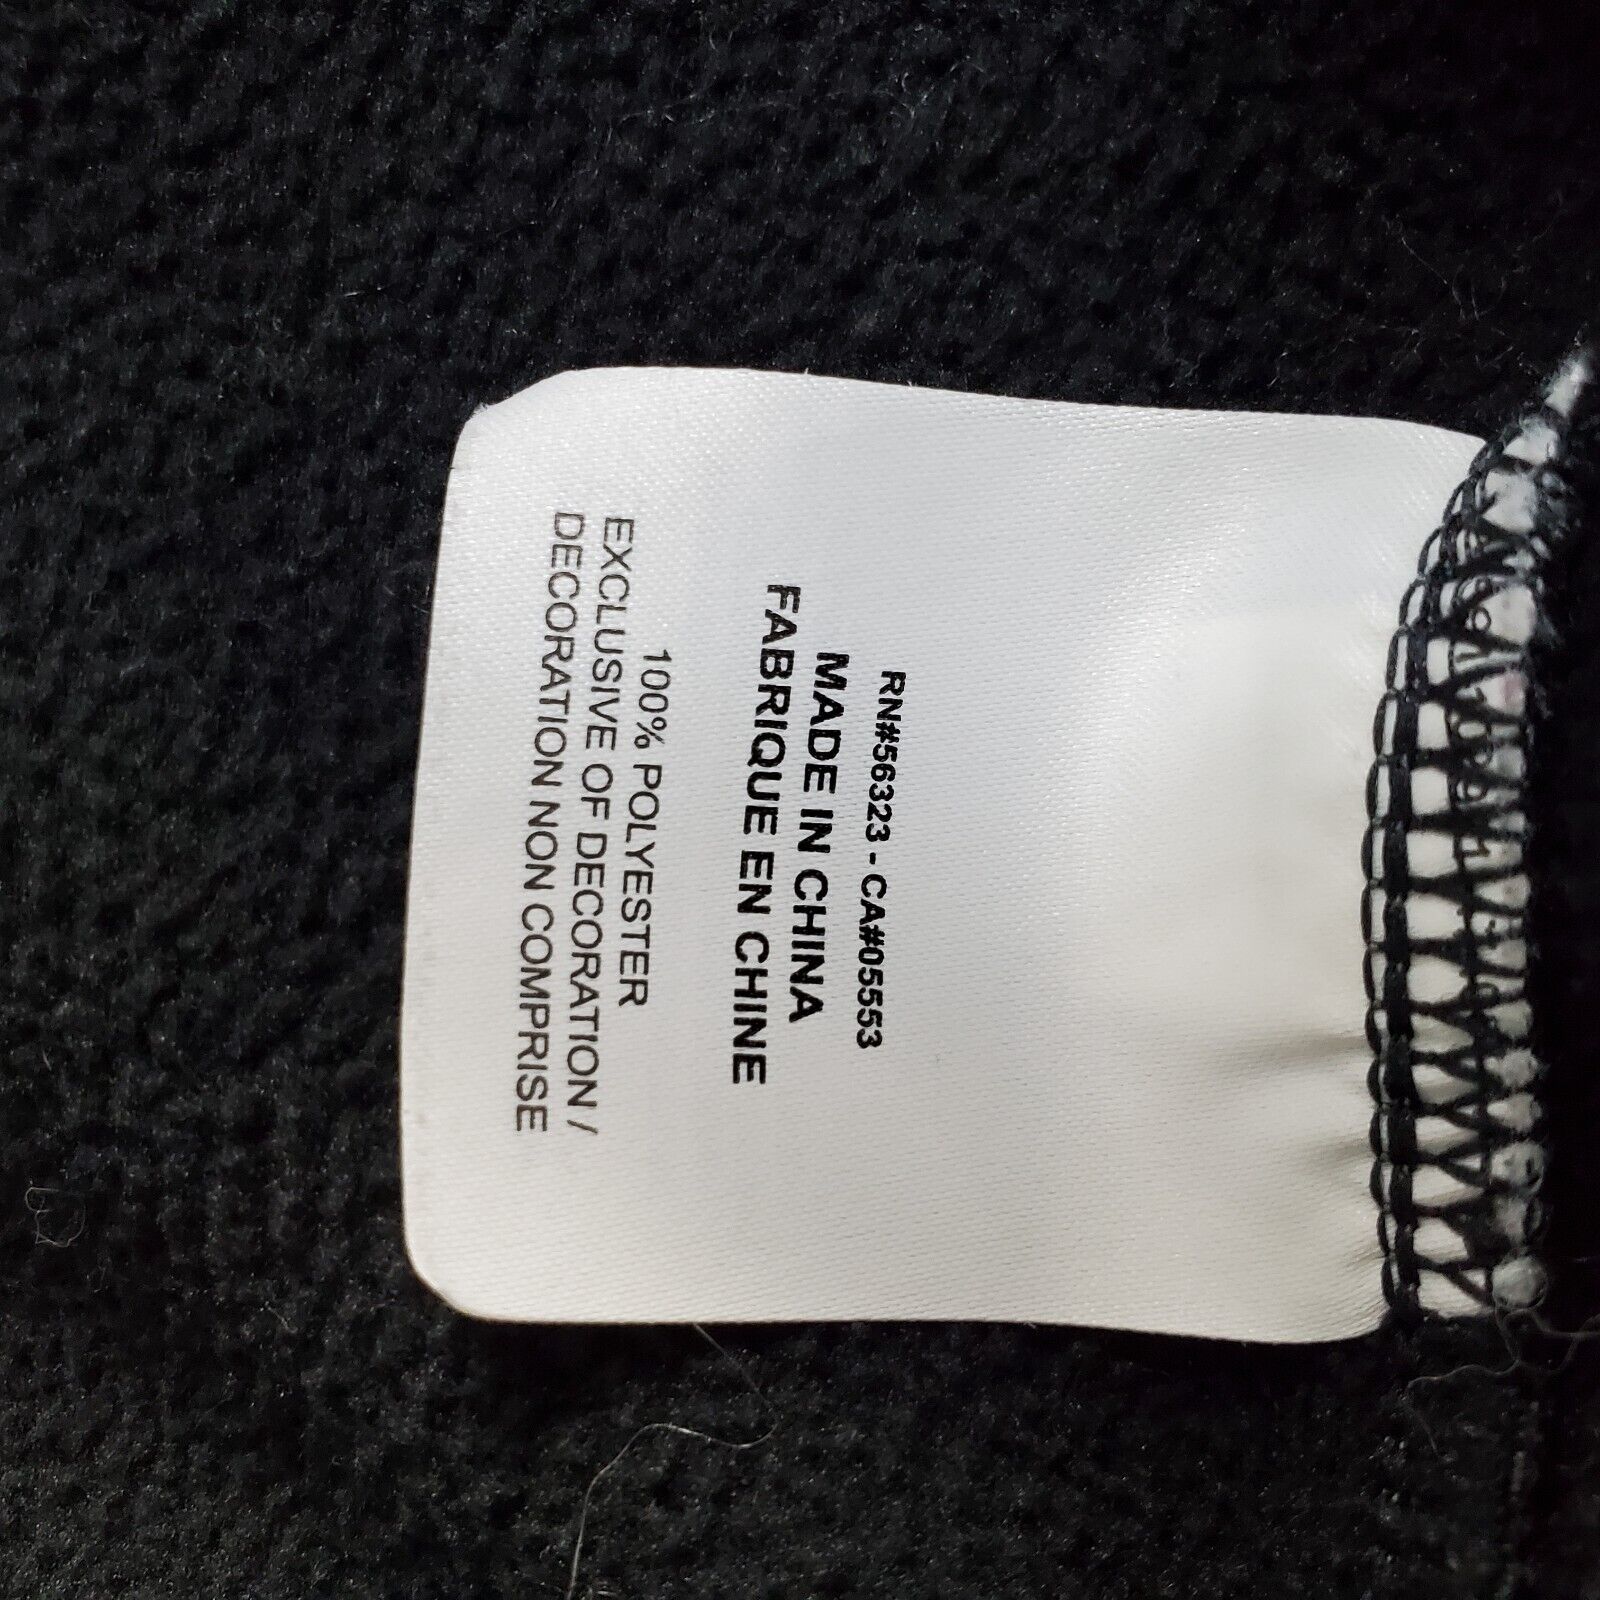 RN#56323 - CA#05553
MADE IN CHINA
FABRIQUE EN CHINE
100% POLYESTER
EXCLUSIVE OF DECORATION /
DECORATION NON COMPRISE